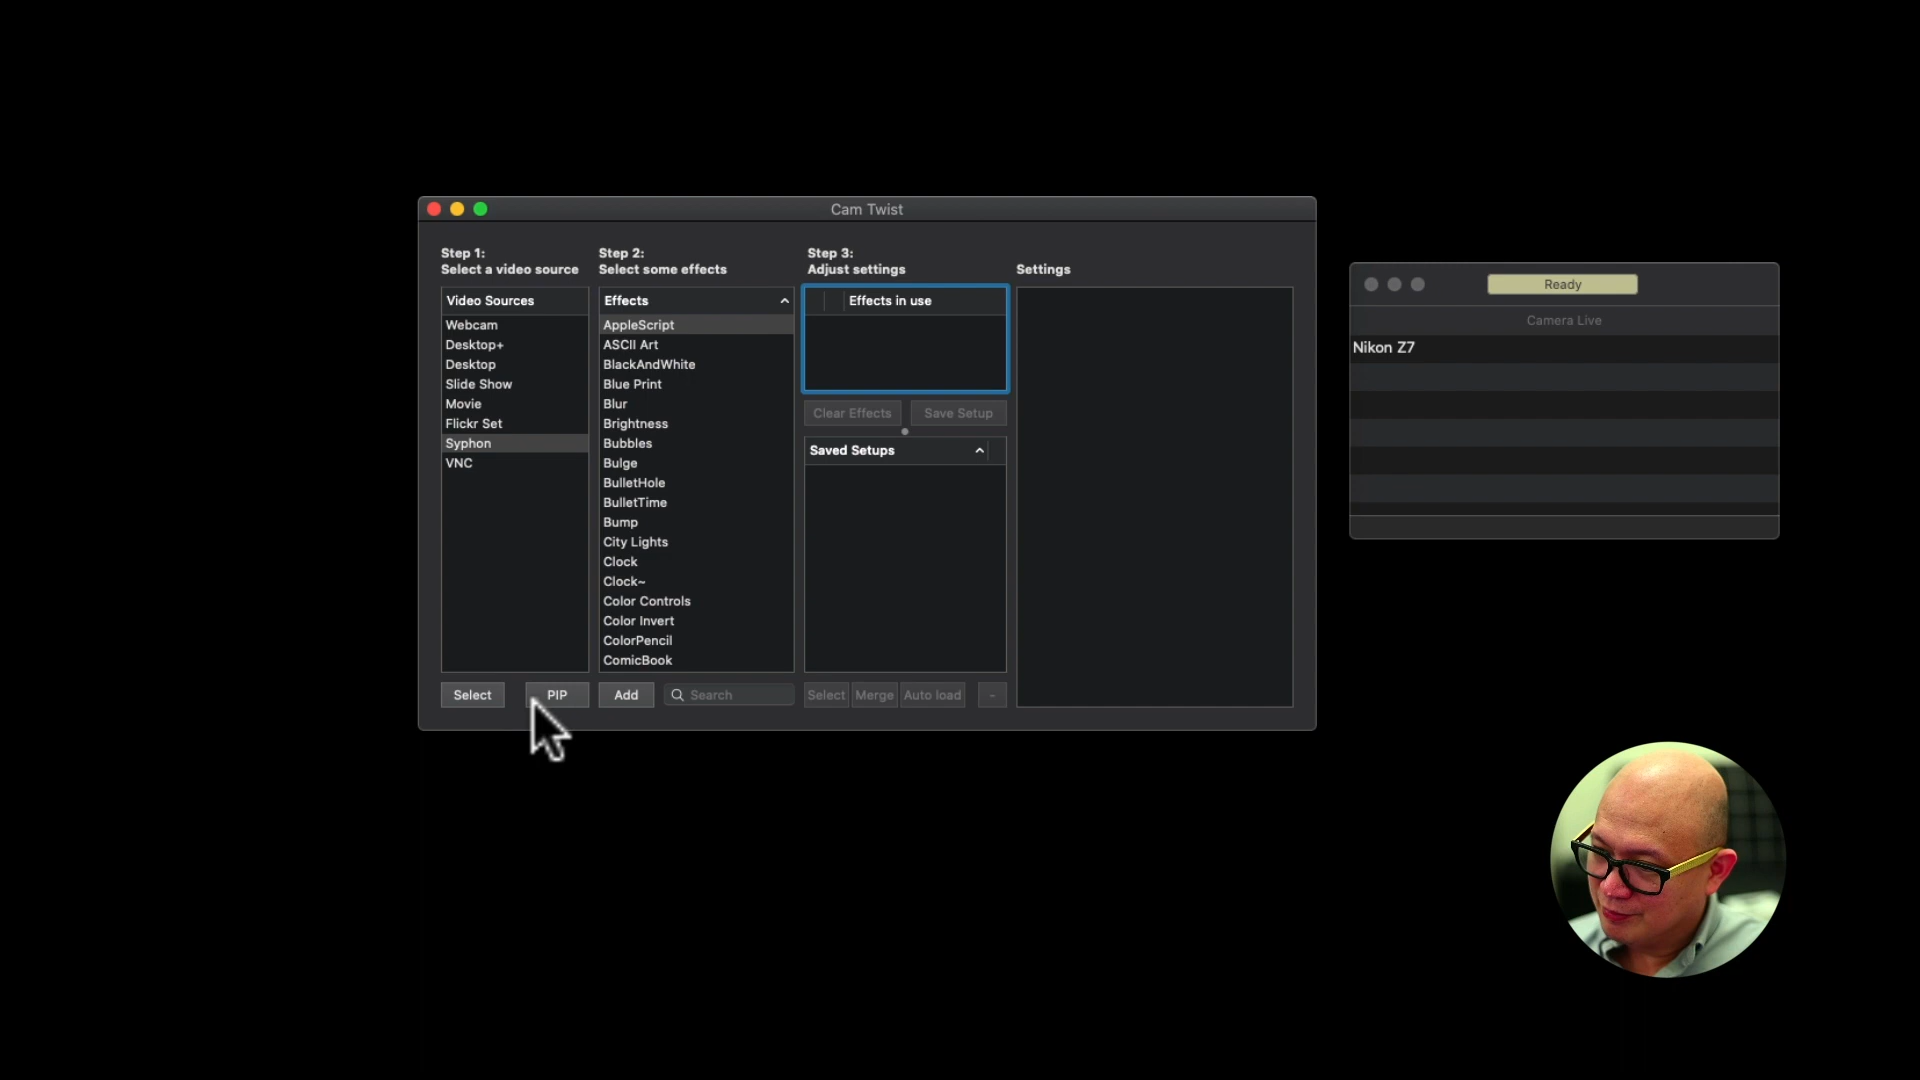 Cam Twist
Step 1:
Select a video source
Video Sources
Webcam
Desktop+
Desktop
Slide Show
Movie
Flickr Set
Syphon
VNC
Select
PIP
Step 2:
Select some effects
Effects
AppleScript
ASCII Art
BlackAndWhite
Blue Print
Blur
Brightness
Bubbles
Bulge
BulletHole
BulletTime
Bump
City Lights
Clock
Clock~
Color Controls
Color Invert
ColorPencil
ComicBook
Add
Search
Step 3:
Adjust settings
Effects in use
Clear Effects
Save Setup
Saved Setups
Select
Merge
Auto load
-
Settings
Ready
Camera Live
Nikon Z7